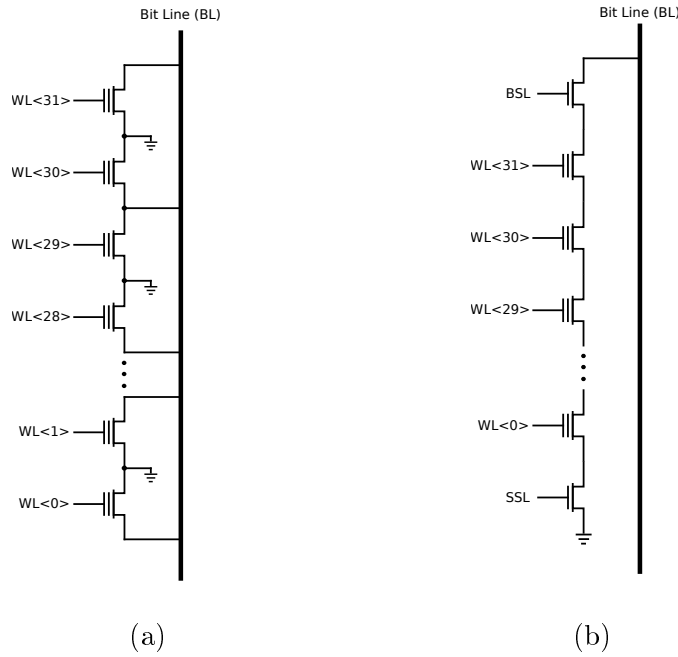 Bit Line (BL)
WL<31>
WL<30>
WL<29>
WL<28>
WL<1>
WL<0>
(a)
Bit Line (BL)
BSL
WL<31>
WL<30>
WL<29>
WL<0>
SSL
(b)